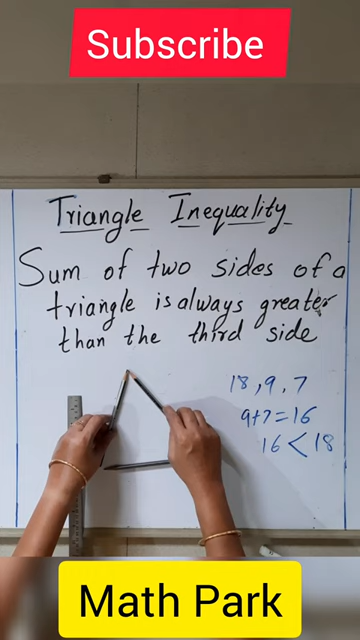 Subscribe
Triangle Inequality
Sum of two sides of a
triangle is always greater
than the third side
18, 9, 7
9+7=16
16 < 18
Math Park